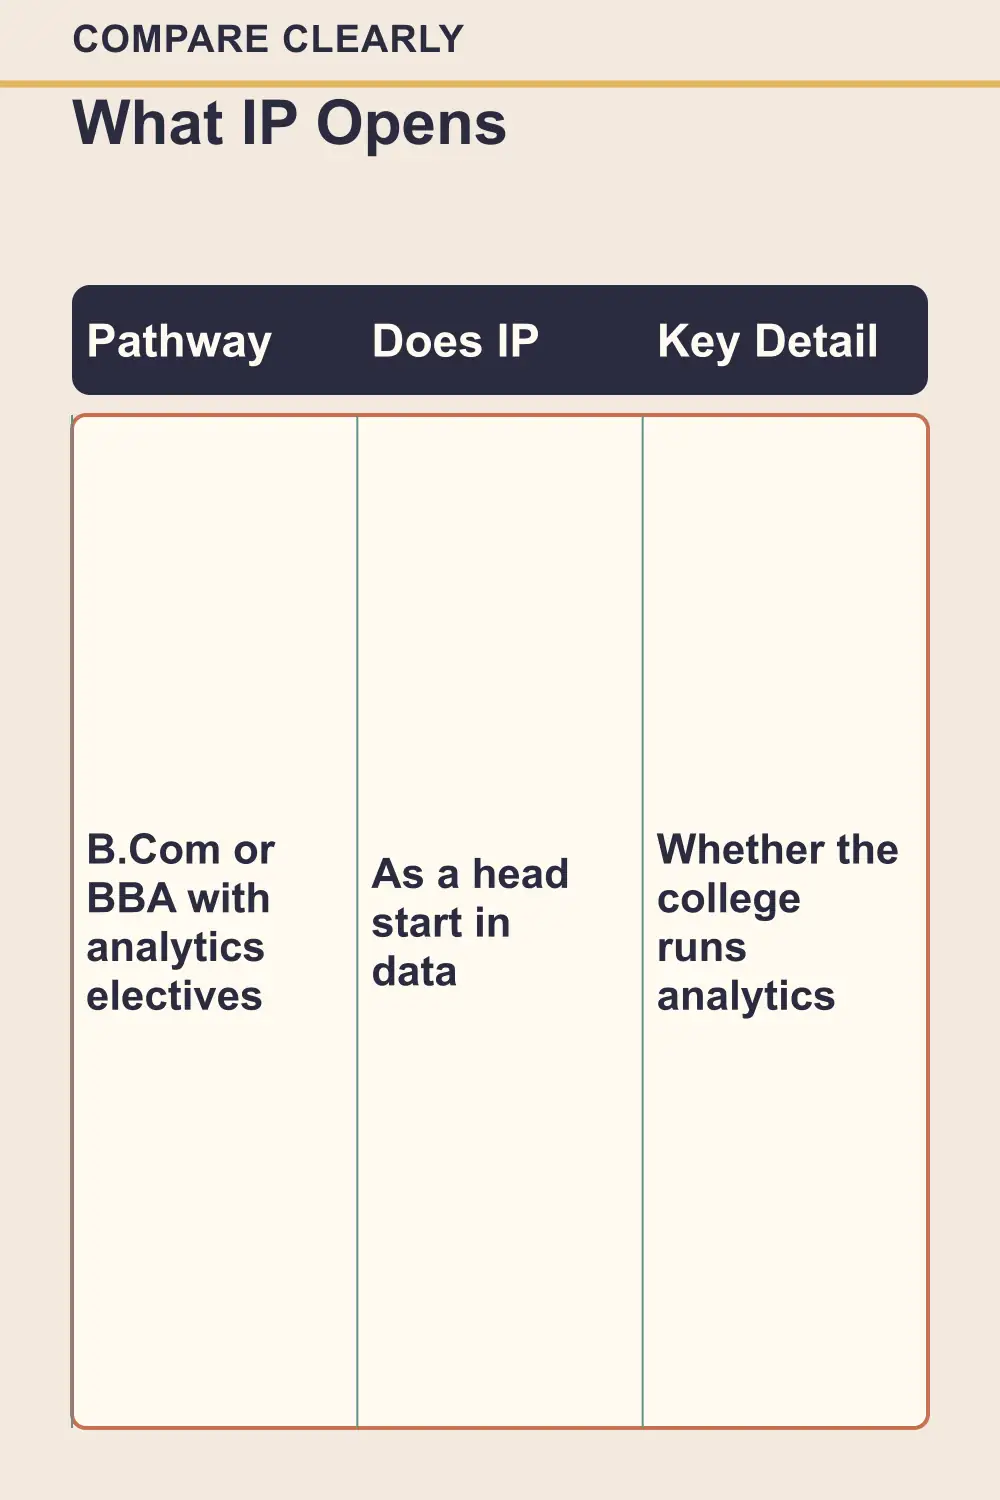 COMPARE CLEARLY
What IP Opens
Pathway
Does IP
Key Detail
B.Com or
BBA with
analytics
electives
As a head
start in
data
Whether the
college
runs
analytics